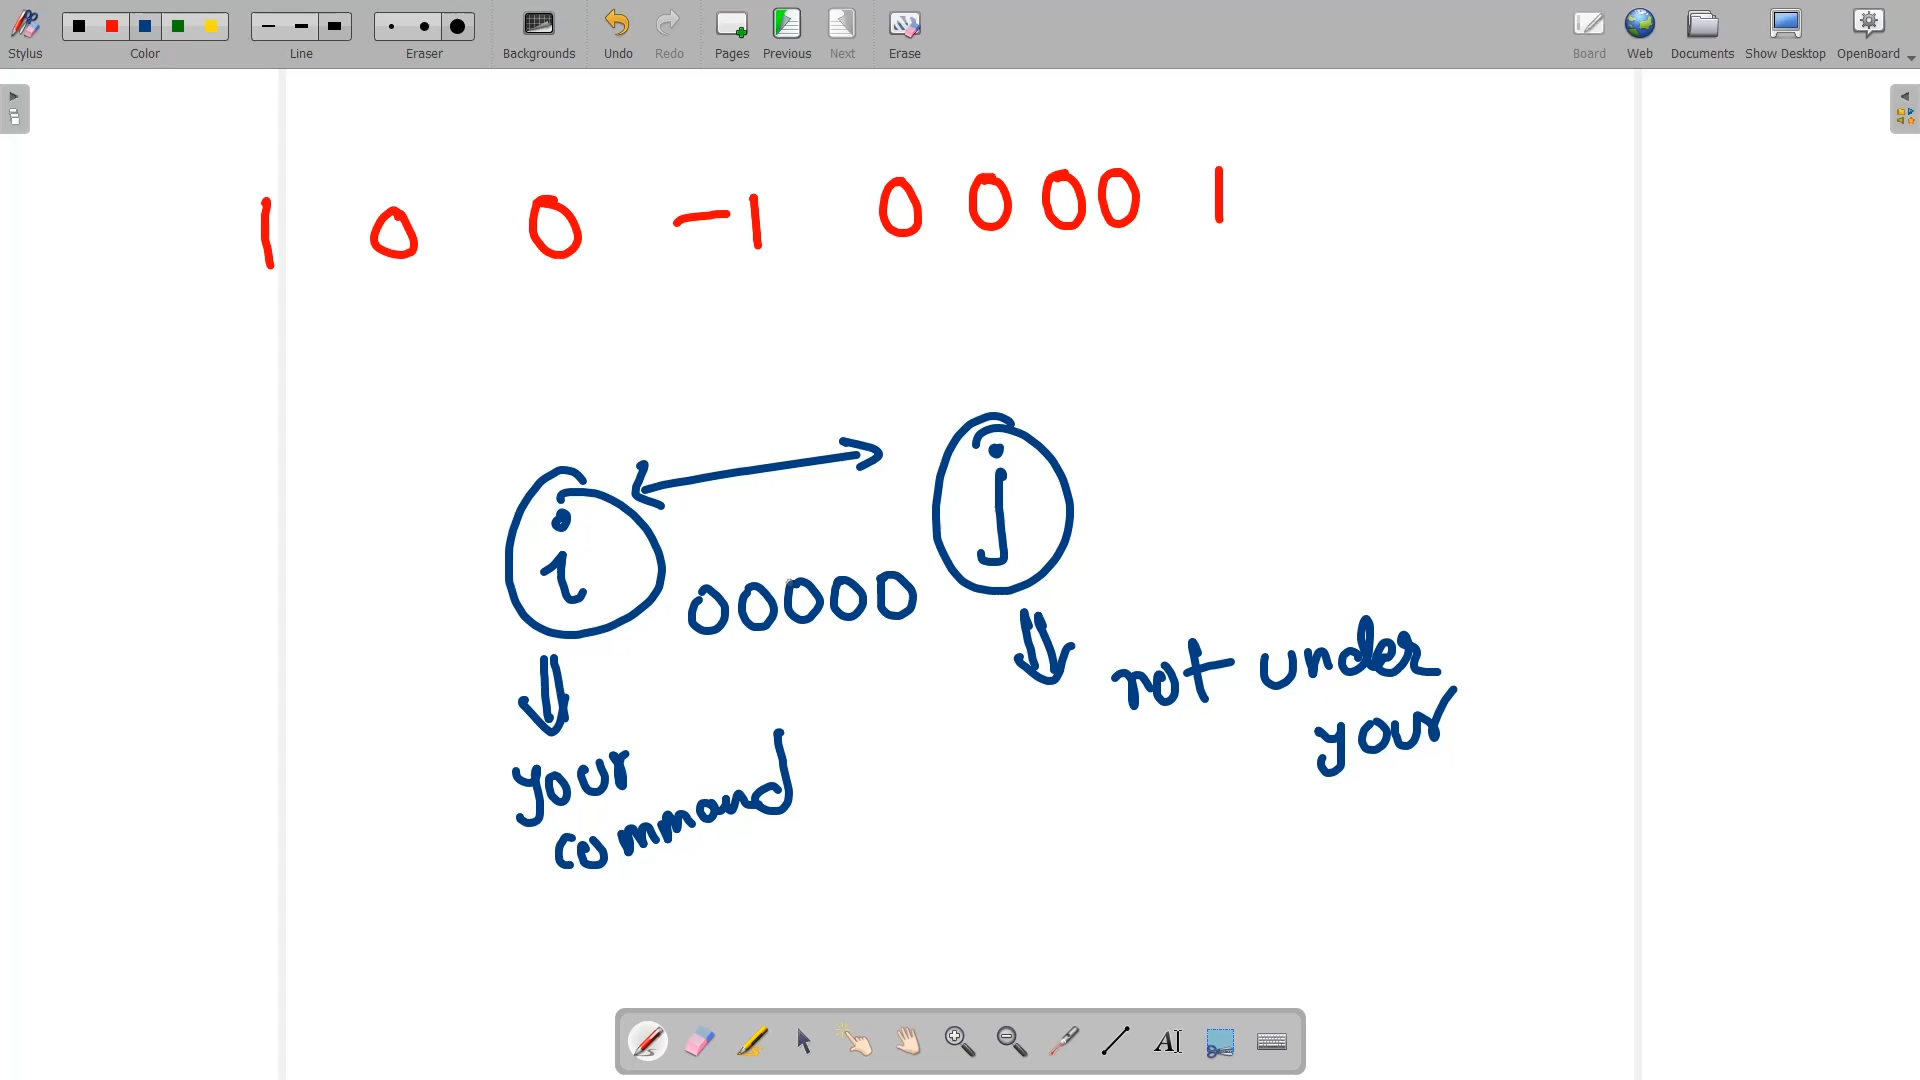 Stylus Color Line Eraser Backgrounds Undo Redo Pages Previous Next Erase Board Web Documents Show Desktop OpenBoard
1 0 0 -1 0 0 0 0 1
i j
00000
not under
your
your
command